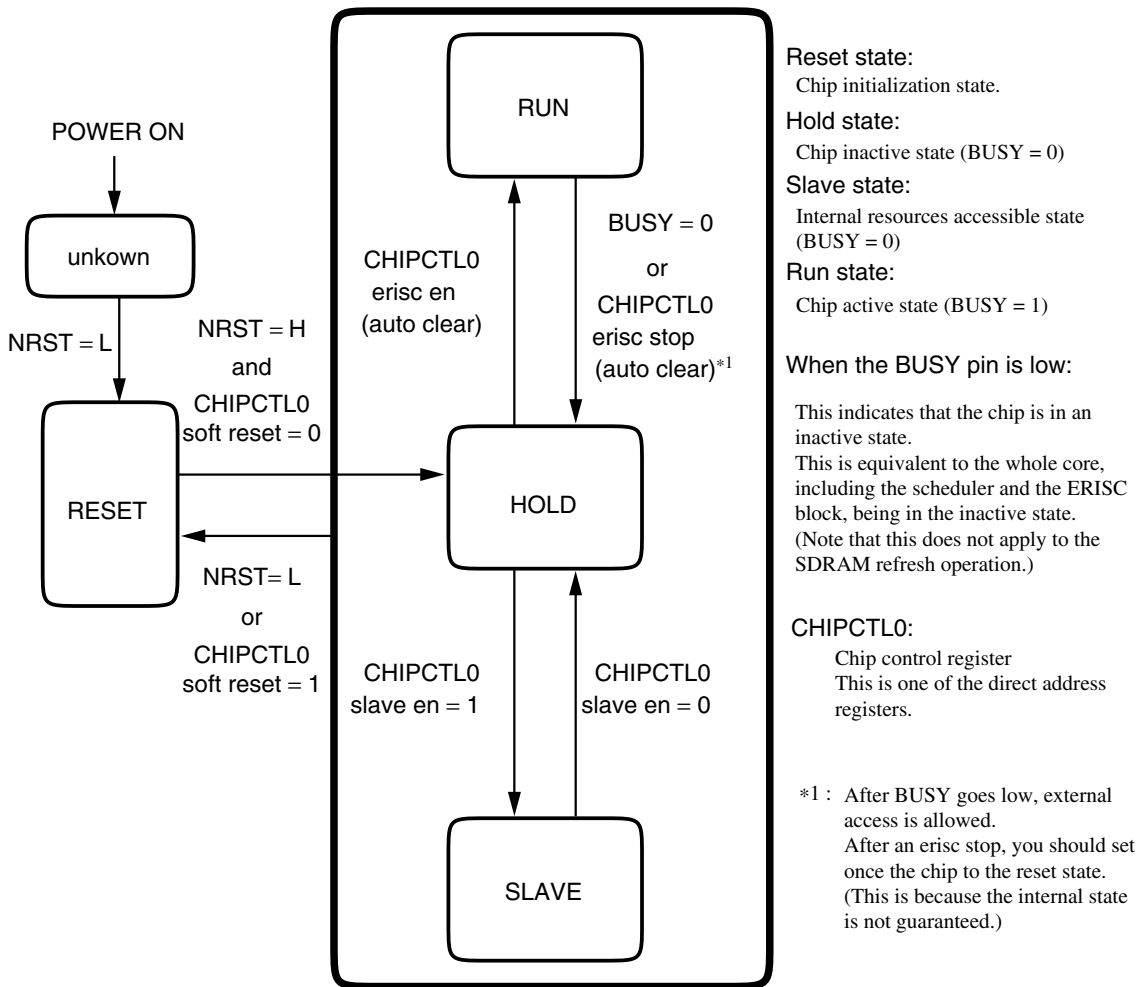 POWER ON
unkown
NRST = L
RESET
NRST = H
and
CHIPCTL0
soft reset = 0
NRST= L
or
CHIPCTL0
soft reset = 1
RUN
CHIPCTL0
erisc en
(auto clear)
BUSY = 0
or
CHIPCTL0
erisc stop
(auto clear)*1
HOLD
CHIPCTL0
slave en = 1
CHIPCTL0
slave en = 0
SLAVE
Reset state:
Chip initialization state.
Hold state:
Chip inactive state (BUSY = 0)
Slave state:
Internal resources accessible state
(BUSY = 0)
Run state:
Chip active state (BUSY = 1)
When the BUSY pin is low:
This indicates that the chip is in an
inactive state.
This is equivalent to the whole core,
including the scheduler and the ERISC
block, being in the inactive state.
(Note that this does not apply to the
SDRAM refresh operation.)
CHIPCTL0:
Chip control register
This is one of the direct address
registers.
*1 : After BUSY goes low, external
access is allowed.
After an erisc stop, you should set
once the chip to the reset state.
(This is because the internal state
is not guaranteed.)